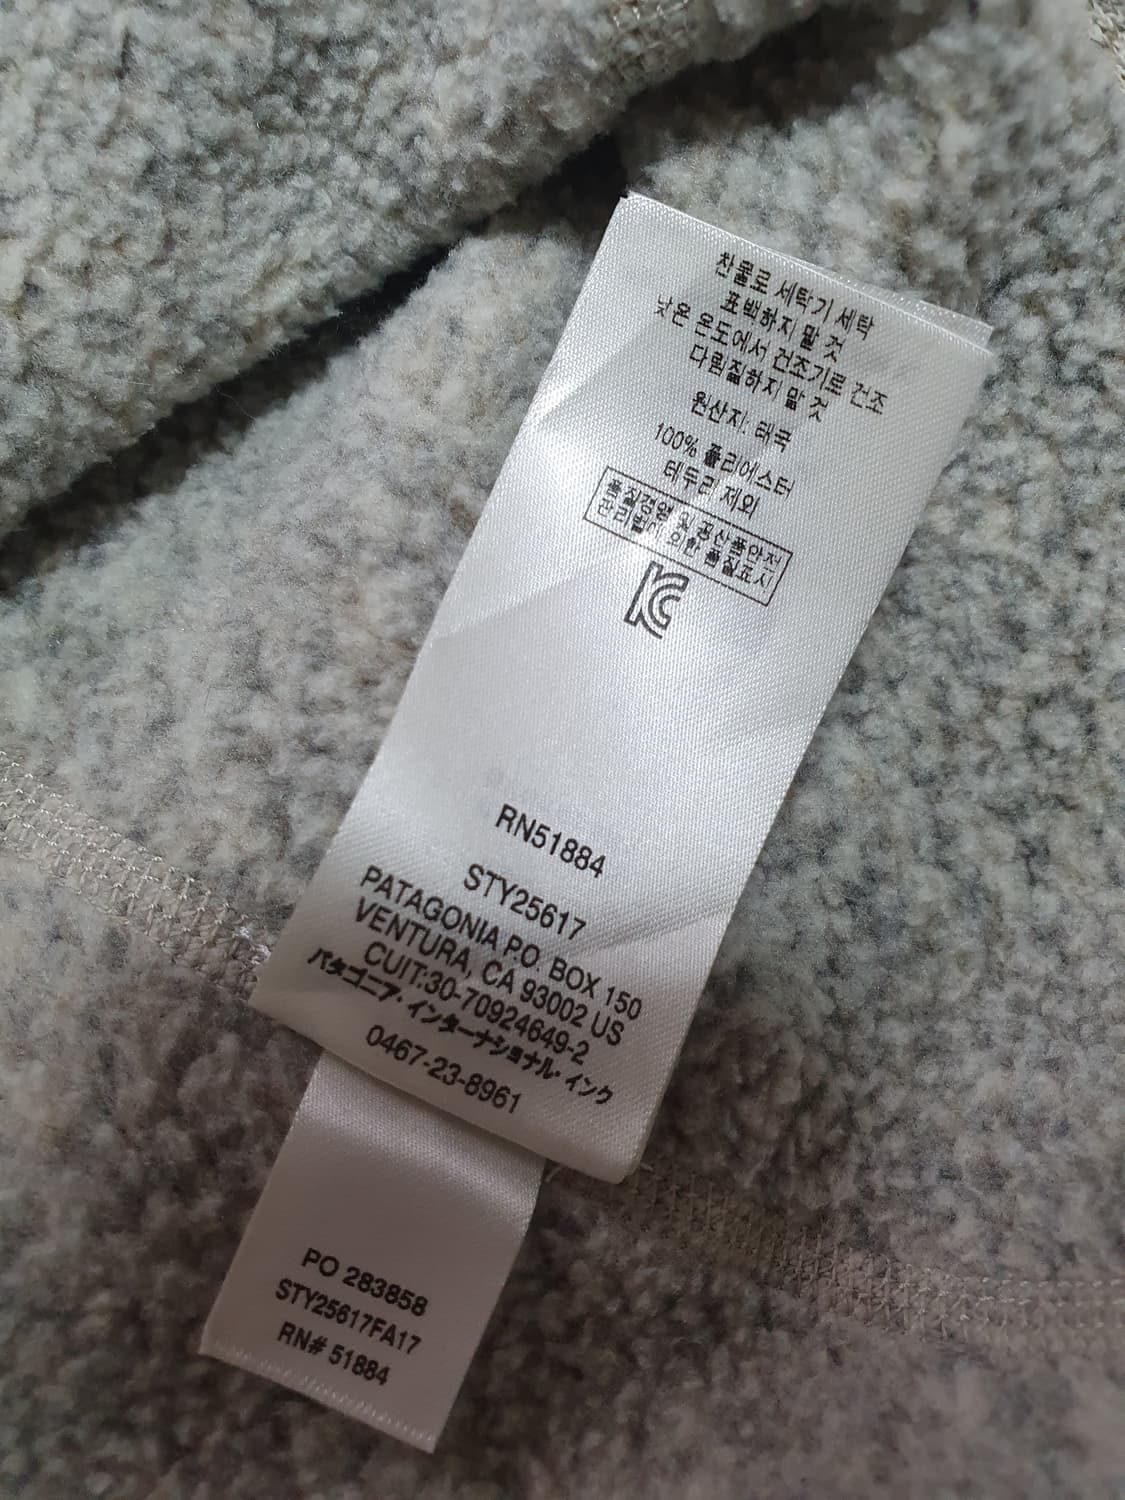 찬물로 세탁기 세탁
표백하지 말 것
낮은 온도에서 건조기로 건조
다림질하지 말 것
원산지: 태국
100% 폴리에스터
테두리 제외
품질경영 및 공산품안전
관리법에 의한 품질표시
KC
RN51884
STY25617
PATAGONIA P.O. BOX 150
VENTURA, CA 93002 US
CUIT:30-70924649-2
パタゴニア・インターナショナル・インク
0467-23-8961
PO 283858
STY25617FA17
RN# 51884